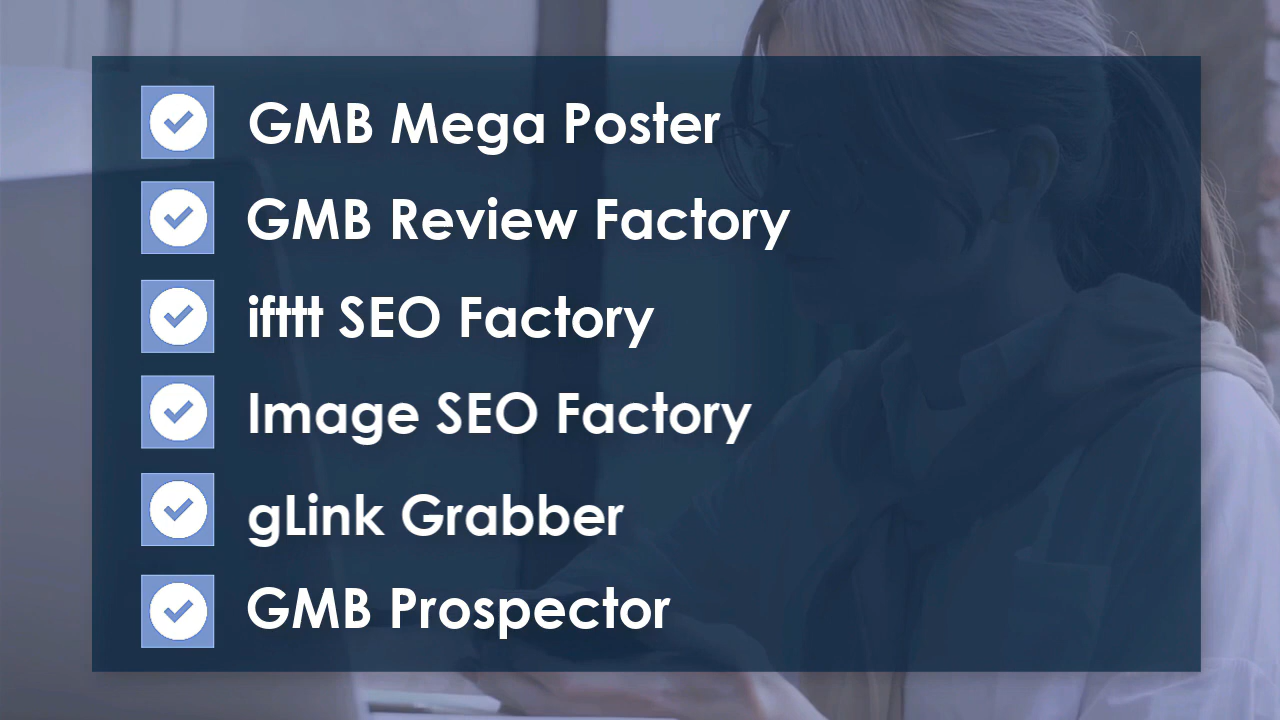 GMB Mega Poster
GMB Review Factory
ifttt SEO Factory
Image SEO Factory
gLink Grabber
GMB Prospector